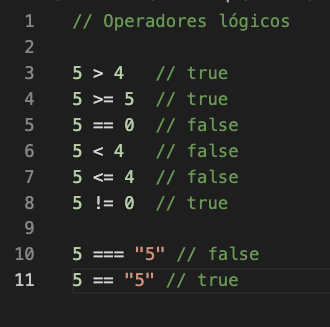 1 // Operadores lógicos
2
3 5 > 4 // true
4 5 >= 5 // true
5 5 == 0 // false
6 5 < 4 // false
7 5 <= 4 // false
8 5 != 0 // true
9
10 5 === "5" // false
11 5 == "5" // true